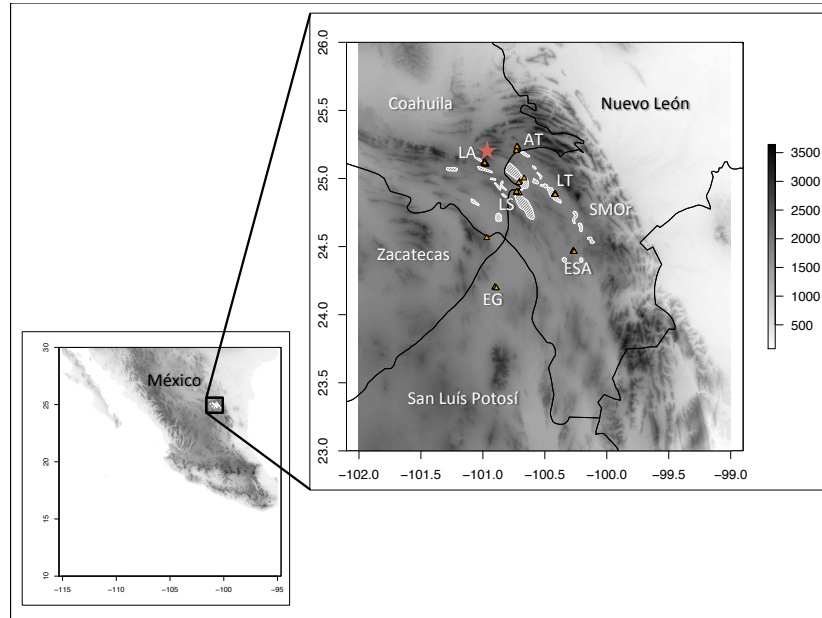 26.0
Coahuila
Nuevo León
25.5
AT
LA
25.0
LT
LS
SMOr
24.5
Zacatecas
ESA
EG
24.0
23.5
San Luís Potosí
23.0
−102.0 −101.5 −101.0 −100.5 −100.0 −99.5 −99.0
3500
3000
2500
2000
1500
1000
500
30
México
25
20
15
10
−115 −110 −105 −100 −95